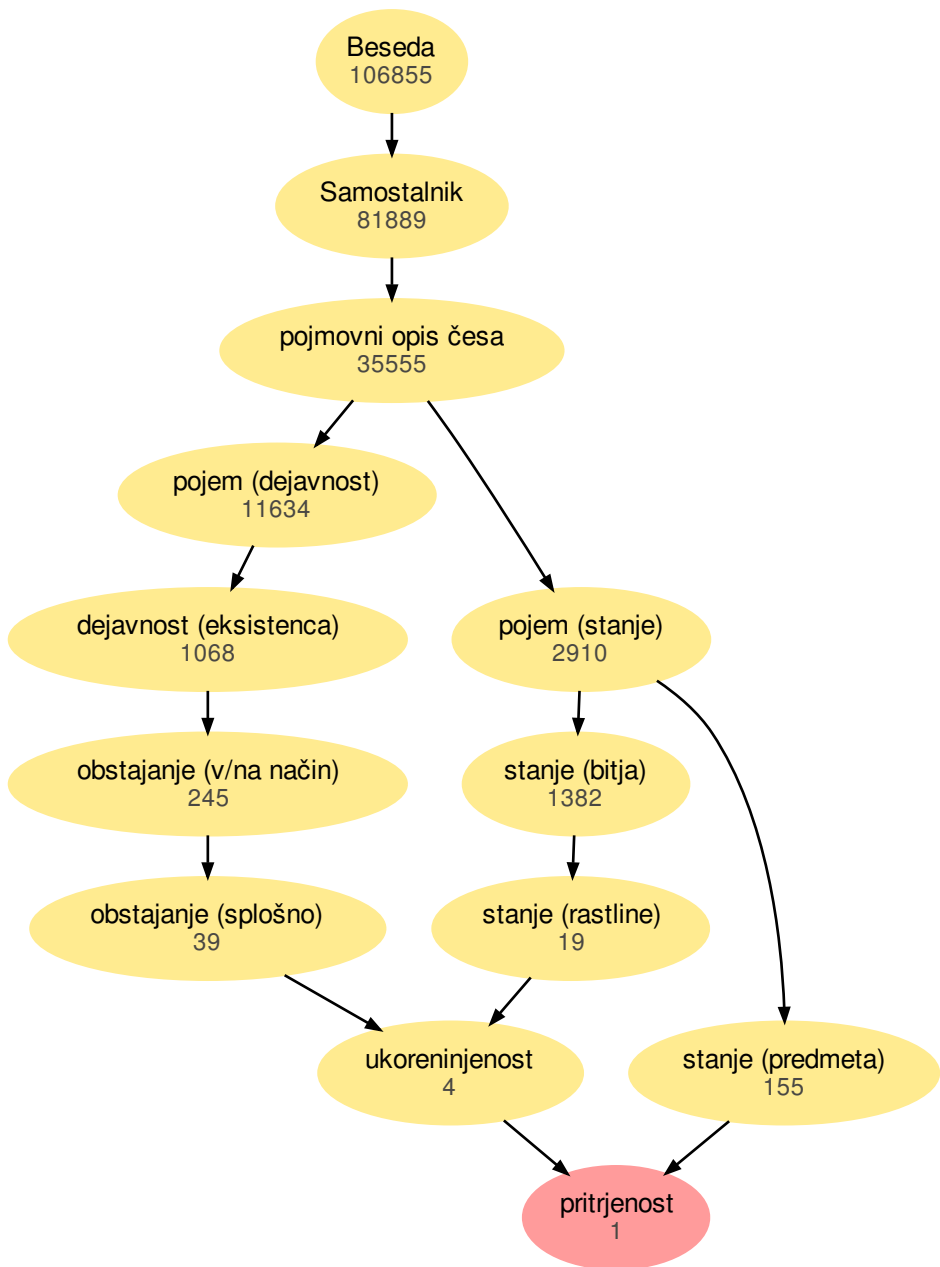 Beseda
106855
Samostalnik
81889
pojmovni opis česa
35555
pojem (dejavnost)
11634
dejavnost (eksistenca)
1068
pojem (stanje)
2910
obstajanje (v/na način)
245
stanje (bitja)
1382
obstajanje (splošno)
39
stanje (rastline)
19
ukoreninjenost
4
stanje (predmeta)
155
pritrjenost
1